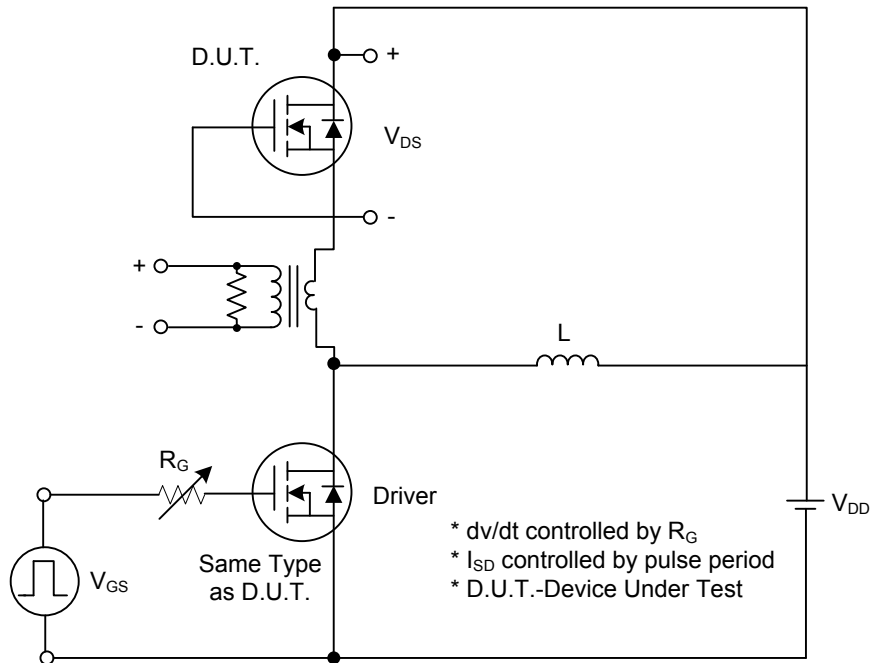 D.U.T.
+
VDS
-
+
-
L
RG
Driver
VDD
VGS
Same Type
as D.U.T.
* dv/dt controlled by RG
* ISD controlled by pulse period
* D.U.T.-Device Under Test